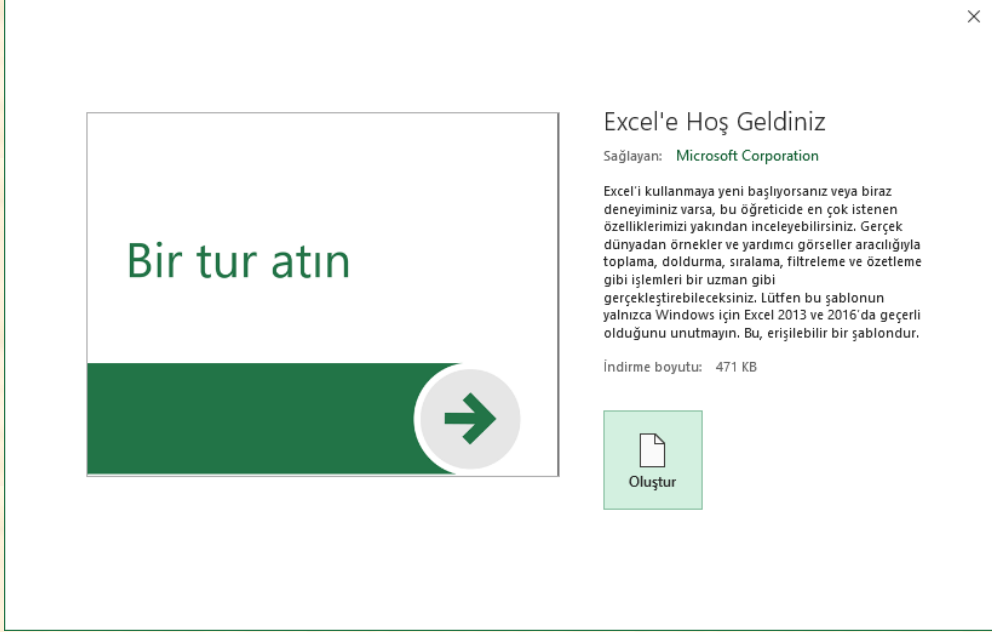 Bir tur atın
Excel'e Hoş Geldiniz
Sağlayan: Microsoft Corporation
Excel'i kullanmaya yeni başlıyorsanız veya biraz
deneyiminiz varsa, bu öğreticide en çok istenen
özelliklerimizi yakından inceleyebilirsiniz. Gerçek
dünyadan örnekler ve yardımcı görseller aracılığıyla
toplama, doldurma, sıralama, filtreleme ve özetleme
gibi işlemleri bir uzman gibi
gerçekleştirebileceksiniz. Lütfen bu şablonun
yalnızca Windows için Excel 2013 ve 2016'da geçerli
olduğunu unutmayın. Bu, erişilebilir bir şablondur.
İndirme boyutu: 471 KB
Oluştur